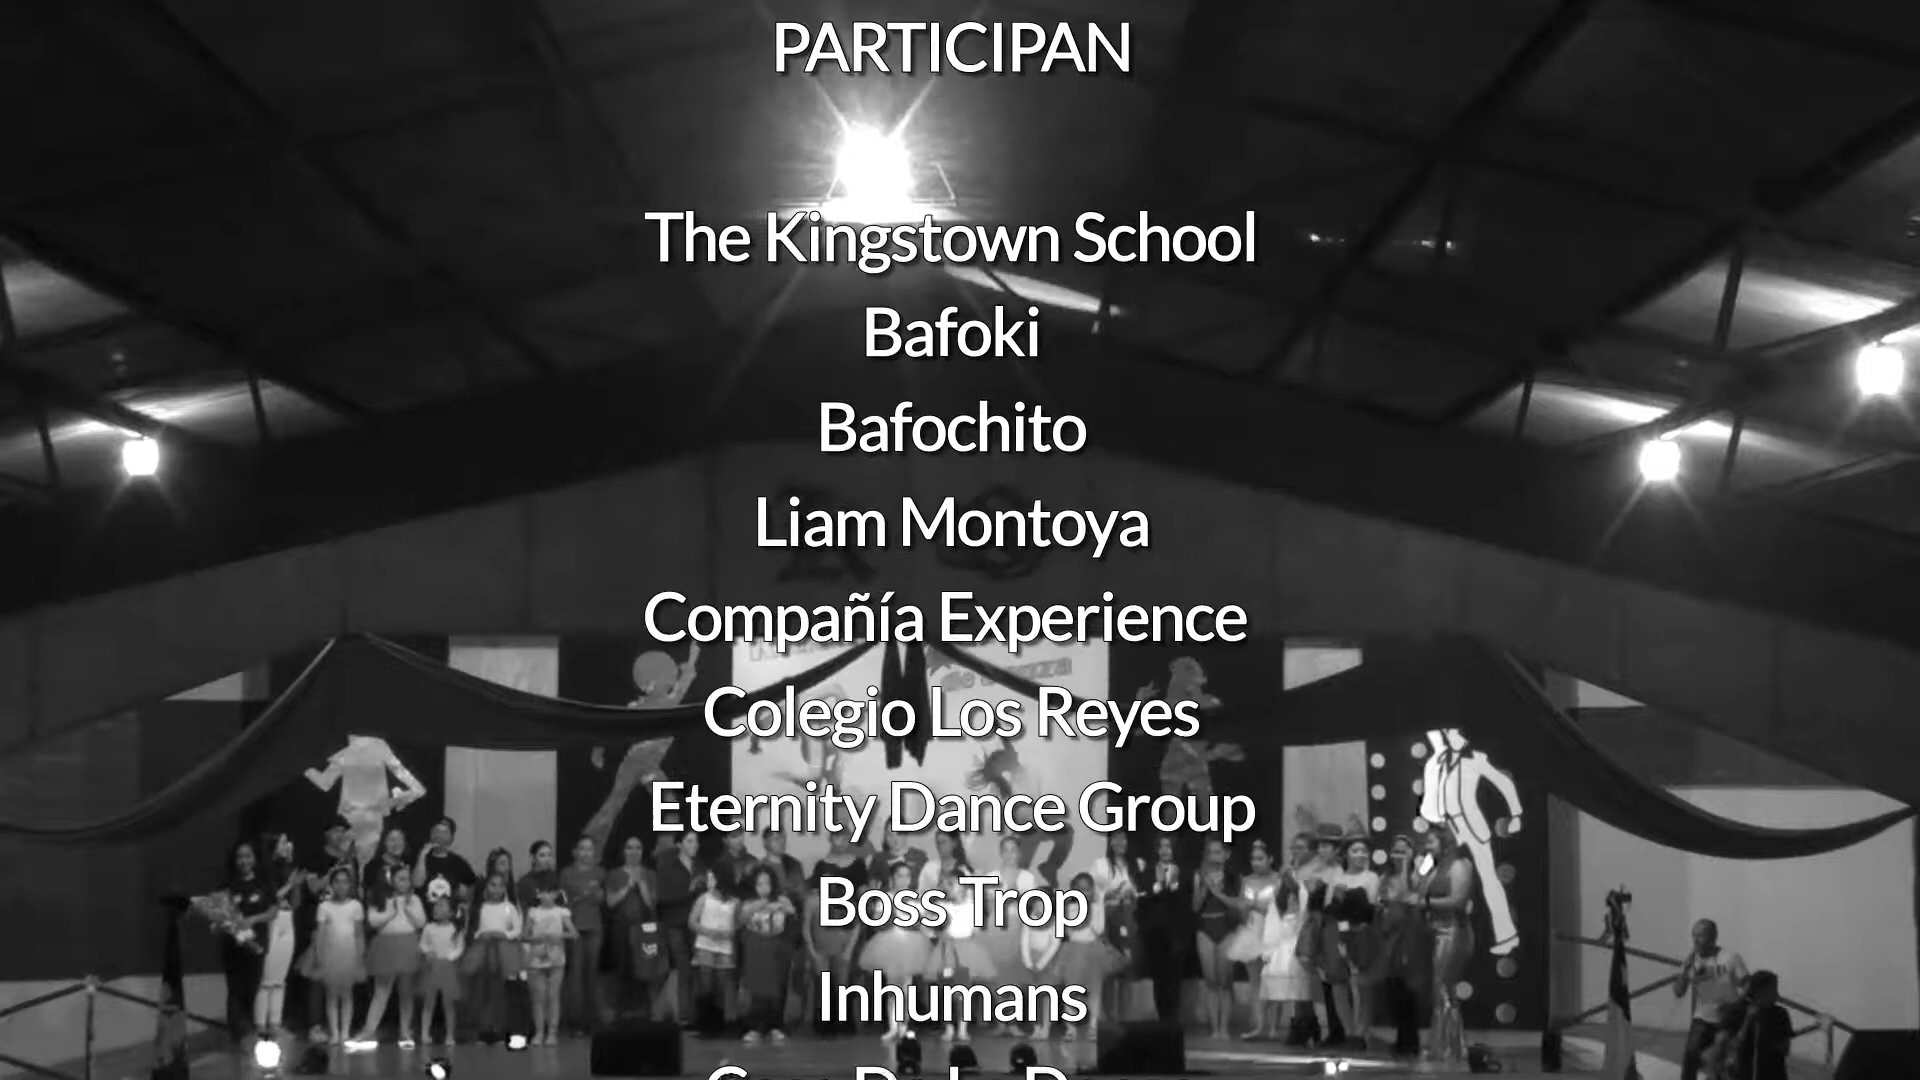 PARTICIPAN
The Kingstown School
Bafoki
Bafochito
Liam Montoya
Compañía Experience
Colegio Los Reyes
Eternity Dance Group
Boss Trop
Inhumans